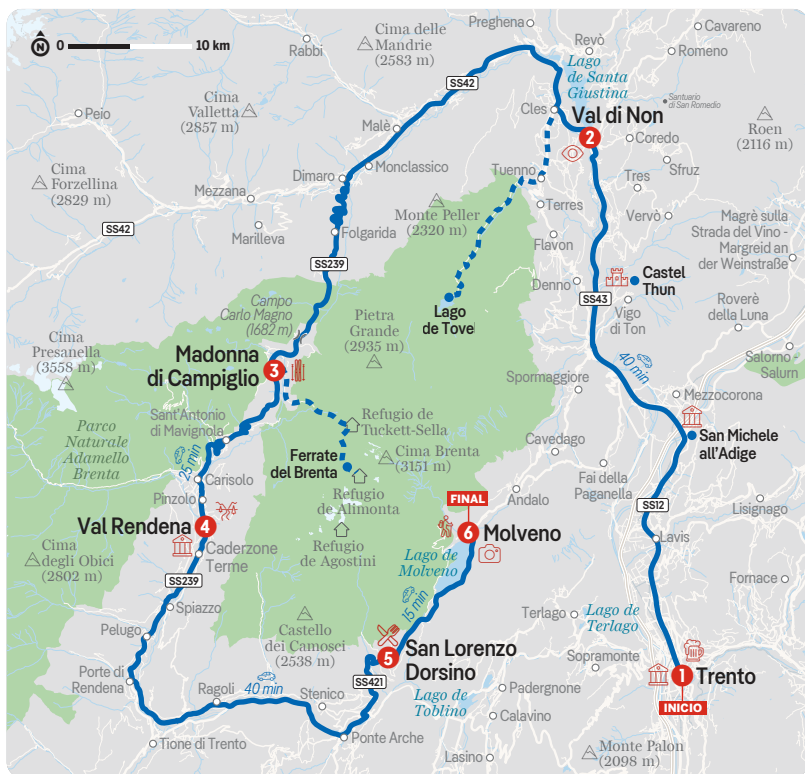 N
0
10 km
Preghena
Cima delle
Mandrie
(2583 m)
Rabbi
Revò
Cavareno
Romeno
Lago
de Santa
Giustina
SS42
Peio
Cima
Valletta
(2857 m)
Cles
Santuario
di San Romedio
Val di Non
2
Roen
(2116 m)
Malè
Coredo
Monclassico
Dimaro
Tuenno
Sfruz
Tres
Cima
Forzellina
(2829 m)
Mezzana
Monte Peller
(2320 m)
Terres
Vervò
Magrè sulla
Strada del Vino -
Margreid an
der Weinstraße
SS42
Marilleva
Folgarida
Flavon
SS239
Denno
Castel
Thun
SS43
Vigo
di Ton
Roverè
della Luna
Campo
Carlo Magno
(1682 m)
Lago
de Tovel
Pietra
Grande
(2935 m)
Cima
Presanella
(3558 m)
Madonna
di Campiglio
3
40 min
Salorno -
Salurn
Spormaggiore
Mezzocorona
Sant'Antonio
di Mavignola
Refugio de
Tuckett-Sella
Parco
Naturale
Adamello
Brenta
25 min
Ferrate
del Brenta
Cima Brenta
(3151 m)
Cavedago
San Michele
all'Adige
Carisolo
Refugio
de Alimonta
Fai della
Paganella
Pinzolo
FINAL
Andalo
SS12
Lisignago
Val Rendena
4
6
Molveno
Cima
degli Obici
(2802 m)
Caderzone
Terme
Refugio
de Agostini
Lago de
Molveno
Lavis
SS239
Fornace
15 min
Spiazzo
Castello
dei Camosci
(2538 m)
Terlago
Lago de
Terlago
Pelugo
5
San Lorenzo
Dorsino
Sopramonte
1
Trento
INICIO
Porte di
Rendena
Ragoli
40 min
Stenico
SS421
Lago de
Toblino
Padergnone
Calavino
Tione di Trento
Ponte Arche
Lasino
Monte Palon
(2098 m)